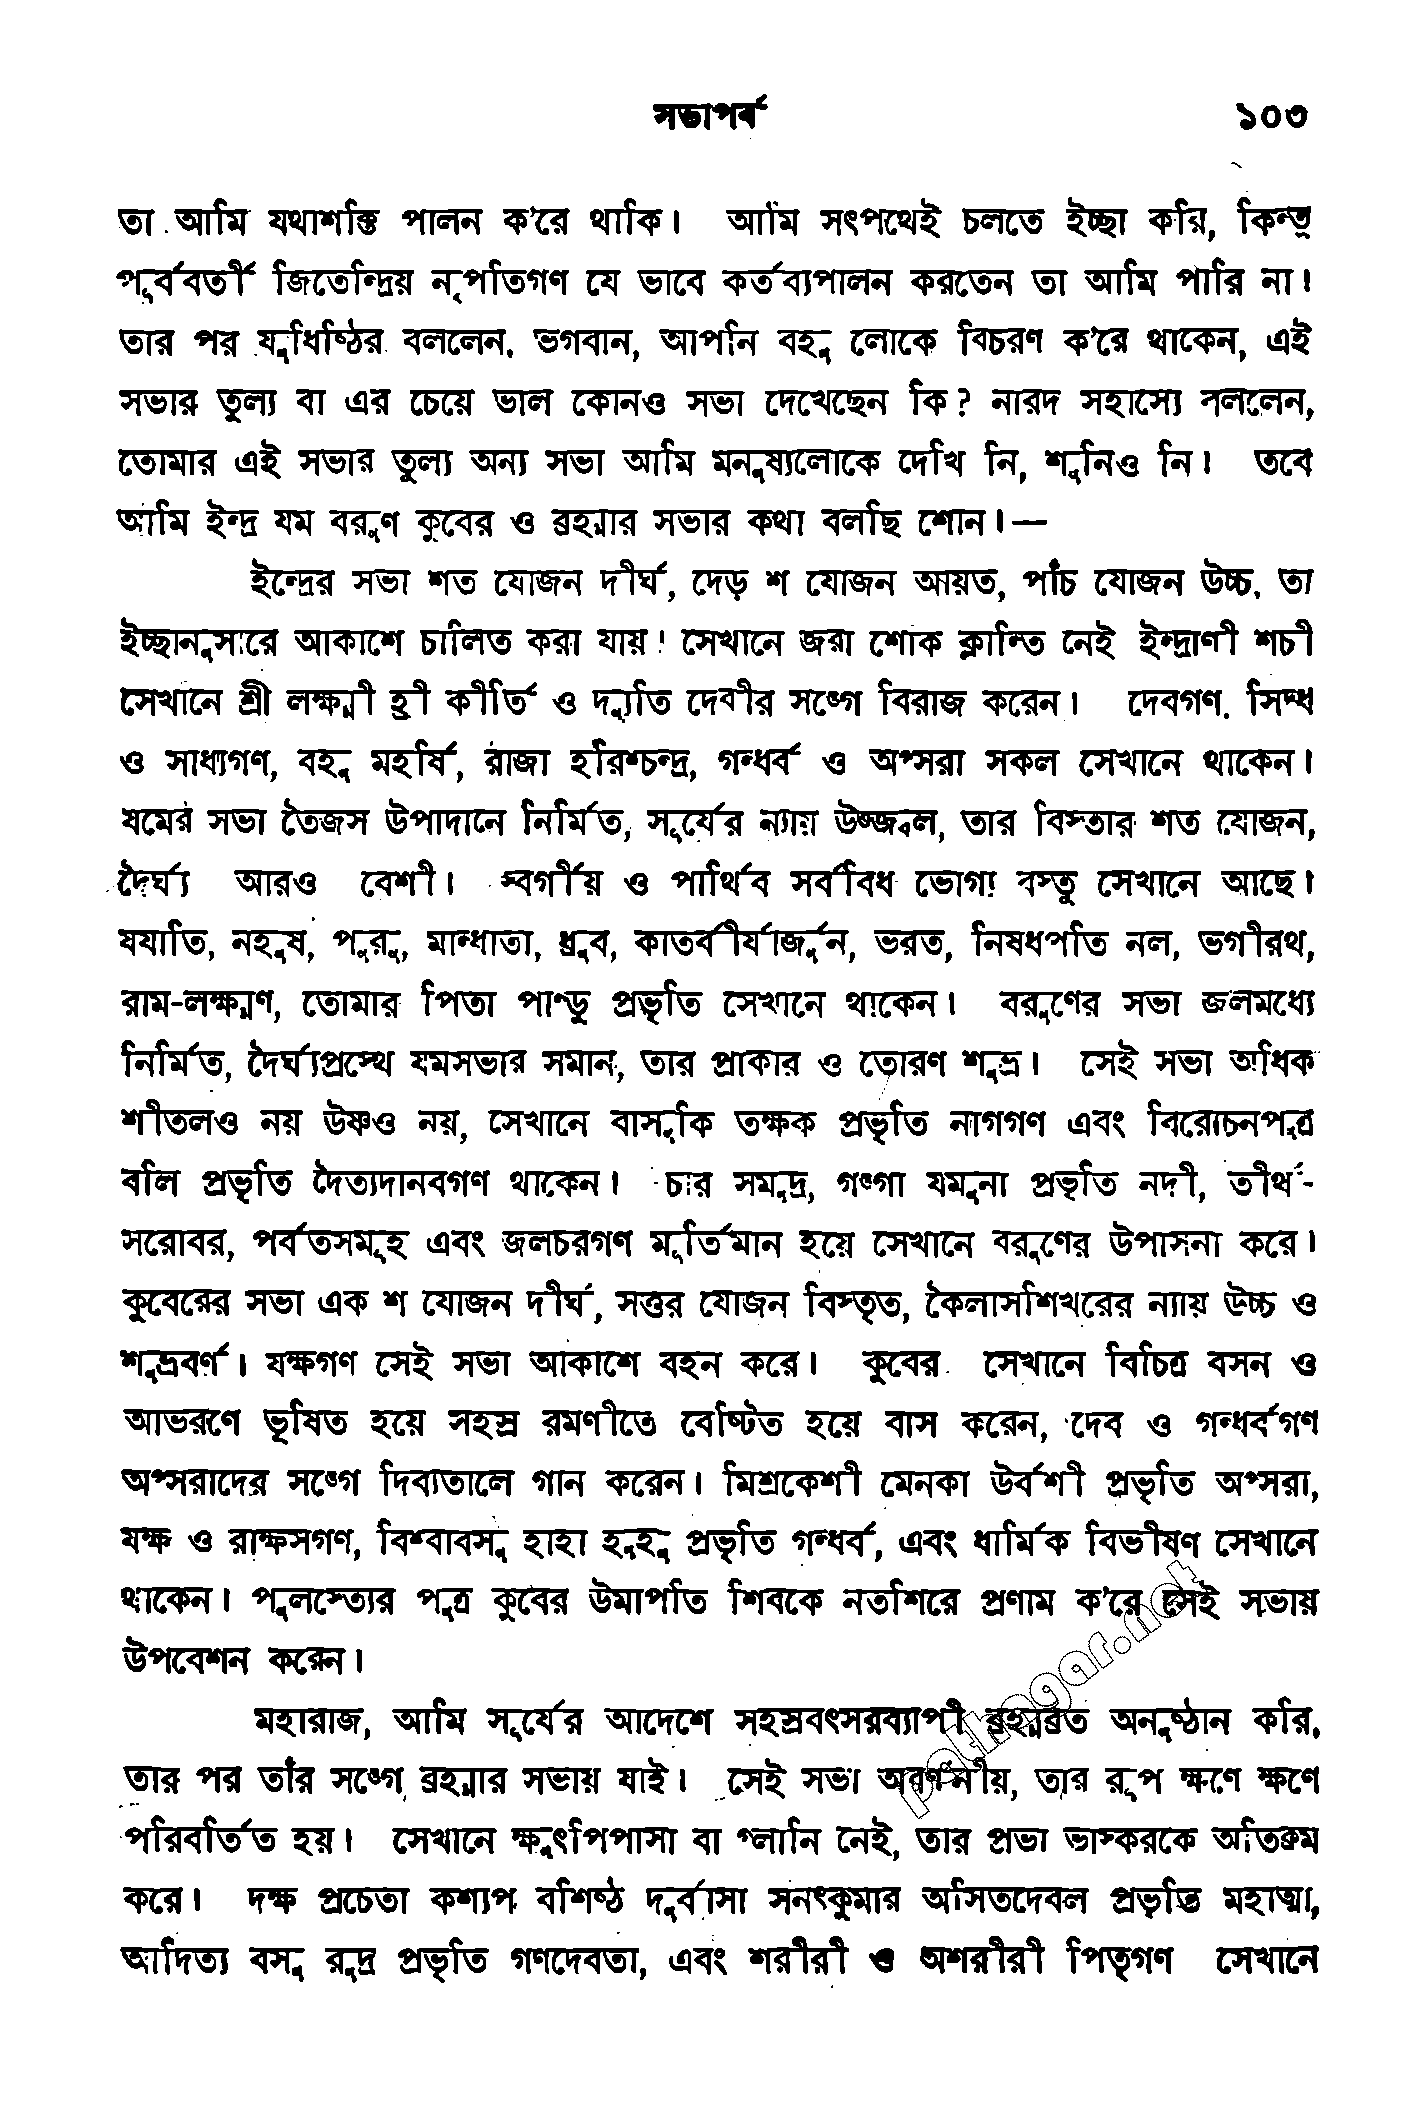 সভাপর্ব ১০৩
তা আমি যথাশক্তি পালন ক'রে থাকি। আমি সৎপথেই চলতে ইচ্ছা করি, কিন্তু
পূর্ববর্তী জিতেন্দ্রিয় নৃপতিগণ যে ভাবে কর্তব্যপালন করতেন তা আমি পারি না।
তার পর যুধিষ্ঠির বললেন, ভগবান, আপনি বহু লোকে বিচরণ ক'রে থাকেন, এই
সভার তুল্য বা এর চেয়ে ভাল কোনও সভা দেখেছেন কি? নারদ সহাস্যে বললেন,
তোমার এই সভার তুল্য অন্য সভা আমি মনুষ্যলোকে দেখি নি, শুনিও নি। তবে
আমি ইন্দ্র যম বরুণ কুবের ও ব্রহ্মার সভার কথা বলছি শোন।—
ইন্দ্রের সভা শত যোজন দীর্ঘ, দেড় শ যোজন আয়ত, পাঁচ যোজন উচ্চ, তা
ইচ্ছানুসারে আকাশে চালিত করা যায়। সেখানে জরা শোক ক্লান্তি নেই ইন্দ্রাণী শচী
সেখানে শ্রী লক্ষ্মী হ্রী কীর্তি ও দ্যুতি দেবীর সঙ্গে বিরাজ করেন। দেবগণ, সিদ্ধ
ও সাধ্যগণ, বহু মহর্ষি, রাজা হরিশ্চন্দ্র, গন্ধর্ব ও অপ্সরা সকল সেখানে থাকেন।
যমের সভা তৈজস উপাদানে নির্মিত, সূর্যের ন্যায় উজ্জ্বল, তার বিস্তার শত যোজন,
দৈর্ঘ্য আরও বেশী। স্বর্গীয় ও পার্থিব সর্ববিধ ভোগ্য বস্তু সেখানে আছে।
যযাতি, নহুষ, পুরু, মান্ধাতা, ধ্রুব, কার্তবীর্যার্জুন, ভরত, নিষধপতি নল, ভগীরথ,
রাম-লক্ষ্মণ, তোমার পিতা পাণ্ডু প্রভৃতি সেখানে থাকেন। বরুণের সভা জলমধ্যে
নির্মিত, দৈর্ঘ্যপ্রস্থে যমসভার সমান, তার প্রাকার ও তোরণ শুভ্র। সেই সভা অধিক
শীতলও নয় উষ্ণও নয়, সেখানে বাসুকি তক্ষক প্রভৃতি নাগগণ এবং বিরোচনপুত্র
বলি প্রভৃতি দৈত্যদানবগণ থাকেন। চার সমুদ্র, গঙ্গা যমুনা প্রভৃতি নদী, তীর্থ-
সরোবর, পর্বতসমূহ এবং জলচরগণ মূর্তিমান হয়ে সেখানে বরুণের উপাসনা করে।
কুবেরের সভা এক শ যোজন দীর্ঘ, সত্তর যোজন বিস্তৃত, কৈলাসশিখরের ন্যায় উচ্চ ও
শুভ্রবর্ণ। যক্ষগণ সেই সভা আকাশে বহন করে। কুবের সেখানে বিচিত্র বসন ও
আভরণে ভূষিত হয়ে সহস্র রমণীতে বেষ্টিত হয়ে বাস করেন, দেব ও গন্ধর্বগণ
অপ্সরাদের সঙ্গে দিব্যতালে গান করেন। মিশ্রকেশী মেনকা উর্বশী প্রভৃতি অপ্সরা,
যক্ষ ও রাক্ষসগণ, বিশ্বাবসু হাহা হূহূ প্রভৃতি গন্ধর্ব, এবং ধার্মিক বিভীষণ সেখানে
থাকেন। পুলস্ত্যের পুত্র কুবের উমাপতি শিবকে নতশিরে প্রণাম ক'রে সেই সভায়
উপবেশন করেন।
মহারাজ, আমি সূর্যের আদেশে সহস্রবৎসরব্যাপী ব্রহ্মব্রত অনুষ্ঠান করি,
তার পর তাঁর সঙ্গে ব্রহ্মার সভায় যাই। সেই সভা অবর্ণনীয়, তার রূপ ক্ষণে ক্ষণে
পরিবর্তিত হয়। সেখানে ক্ষুৎপিপাসা বা গ্লানি নেই, তার প্রভা ভাস্করকে অতিক্রম
করে। দক্ষ প্রচেতা কশ্যপ বশিষ্ঠ দুর্বাসা সনৎকুমার অসিতদেবল প্রভৃতি মহাত্মা,
আদিত্য বসু রুদ্র প্রভৃতি গণদেবতা, এবং শরীরী ও অশরীরী পিতৃগণ সেখানে
pathagar.net